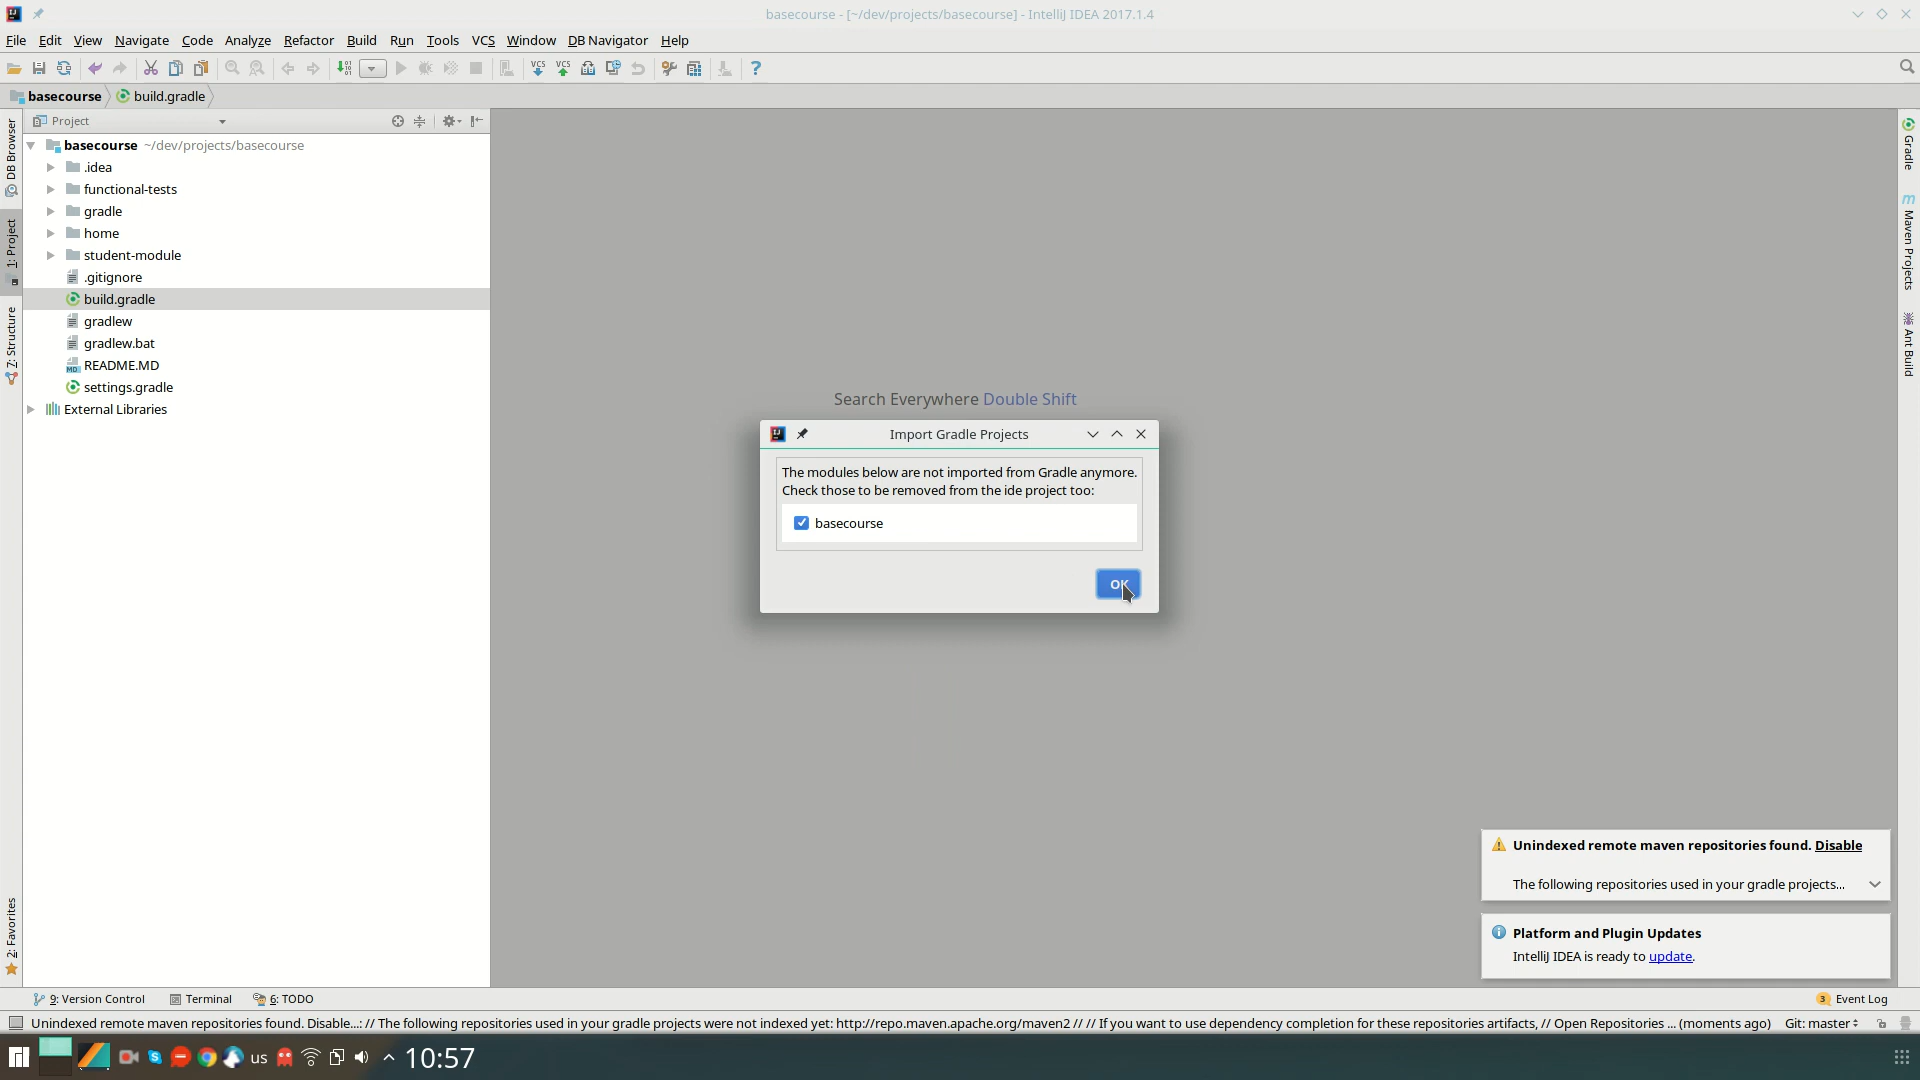 basecourse - [~/dev/projects/basecourse] - IntelliJ IDEA 2017.1.4
File Edit View Navigate Code Analyze Refactor Build Run Tools VCS Window DB Navigator Help
VCS VCS
basecourse build.gradle
Project
basecourse ~/dev/projects/basecourse
.idea
functional-tests
gradle
home
student-module
.gitignore
build.gradle
gradlew
gradlew.bat
README.MD
settings.gradle
External Libraries
DB Browser
1: Project
7: Structure
2: Favorites
Search Everywhere Double Shift
Import Gradle Projects
The modules below are not imported from Gradle anymore.
Check those to be removed from the ide project too:
basecourse
OK
Gradle
Maven Projects
Ant Build
Unindexed remote maven repositories found. Disable
The following repositories used in your gradle projects...
Platform and Plugin Updates
IntelliJ IDEA is ready to update.
9: Version Control Terminal 6: TODO 3 Event Log
Unindexed remote maven repositories found. Disable...: // The following repositories used in your gradle projects were not indexed yet: http://repo.maven.apache.org/maven2 // // If you want to use dependency completion for these repositories artifacts, // Open Repositories ... (moments ago) Git: master
us 10:57